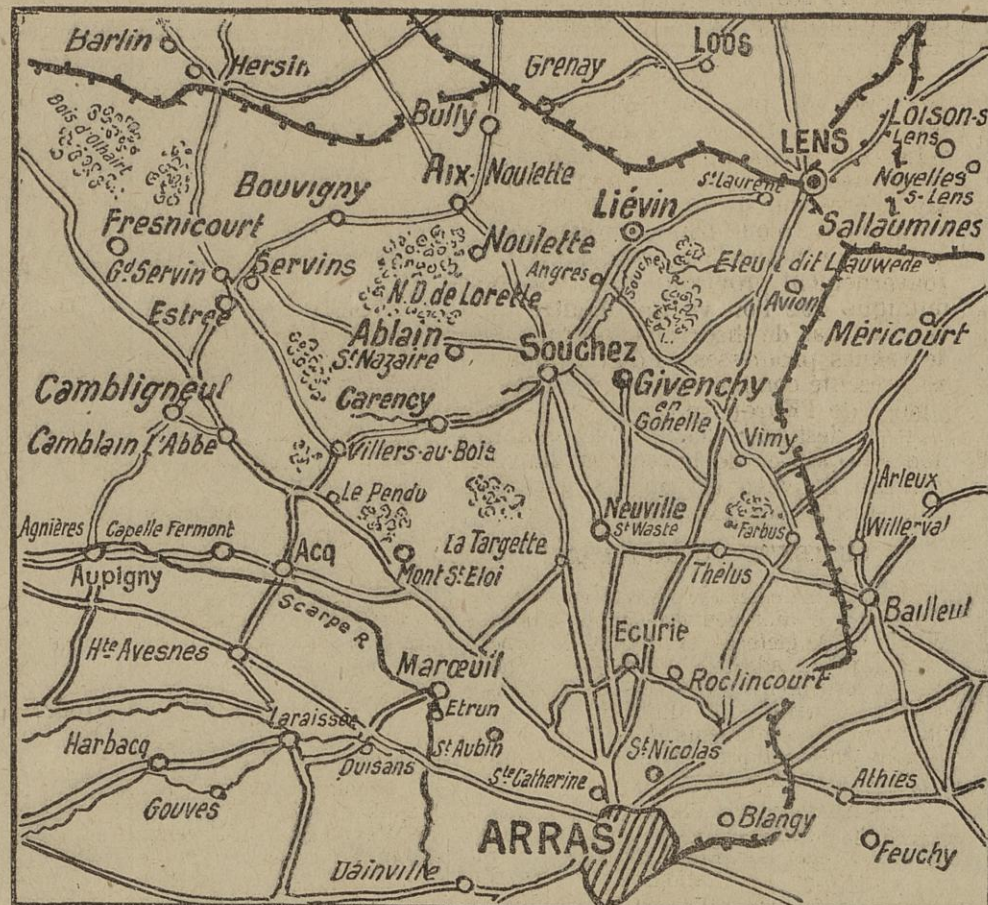 Barlin
Hersin
Grenay
Loos
Bois d'Olhairt
Bully
LENS
Loison-s-
Lens
Bouvigny
Aix-Noulette
St Laurent
Noyelles
S-Lens
Liévin
Sallaumines
Fresnicourt
Noulette
Gd Servin
Servins
Angres
Souchez R.
Eleu dit Lauwede
N.D. de Lorette
Estrée
Avion
Ablain
St Nazaire
Souchez
Méricourt
Cambligneul
Carency
Givenchy
en
Gohelle
Camblain L'Abbé
Villers-au-Bois
Vimy
Le Pendu
Arleux
Neuville
St Waste
Farbus
Willerval
Agnières
Capelle Fermont
Acq
La Targette
Aupigny
Mont St Eloi
Thélus
Bailleul
Scarpe R
Ecurie
Hte Avesnes
Marœuil
Roclincourt
Etrun
Laraissée
Harbacq
St Aubin
St Nicolas
Duisans
Ste Catherine
Athies
Gouves
ARRAS
Blangy
Feuchy
Dainville